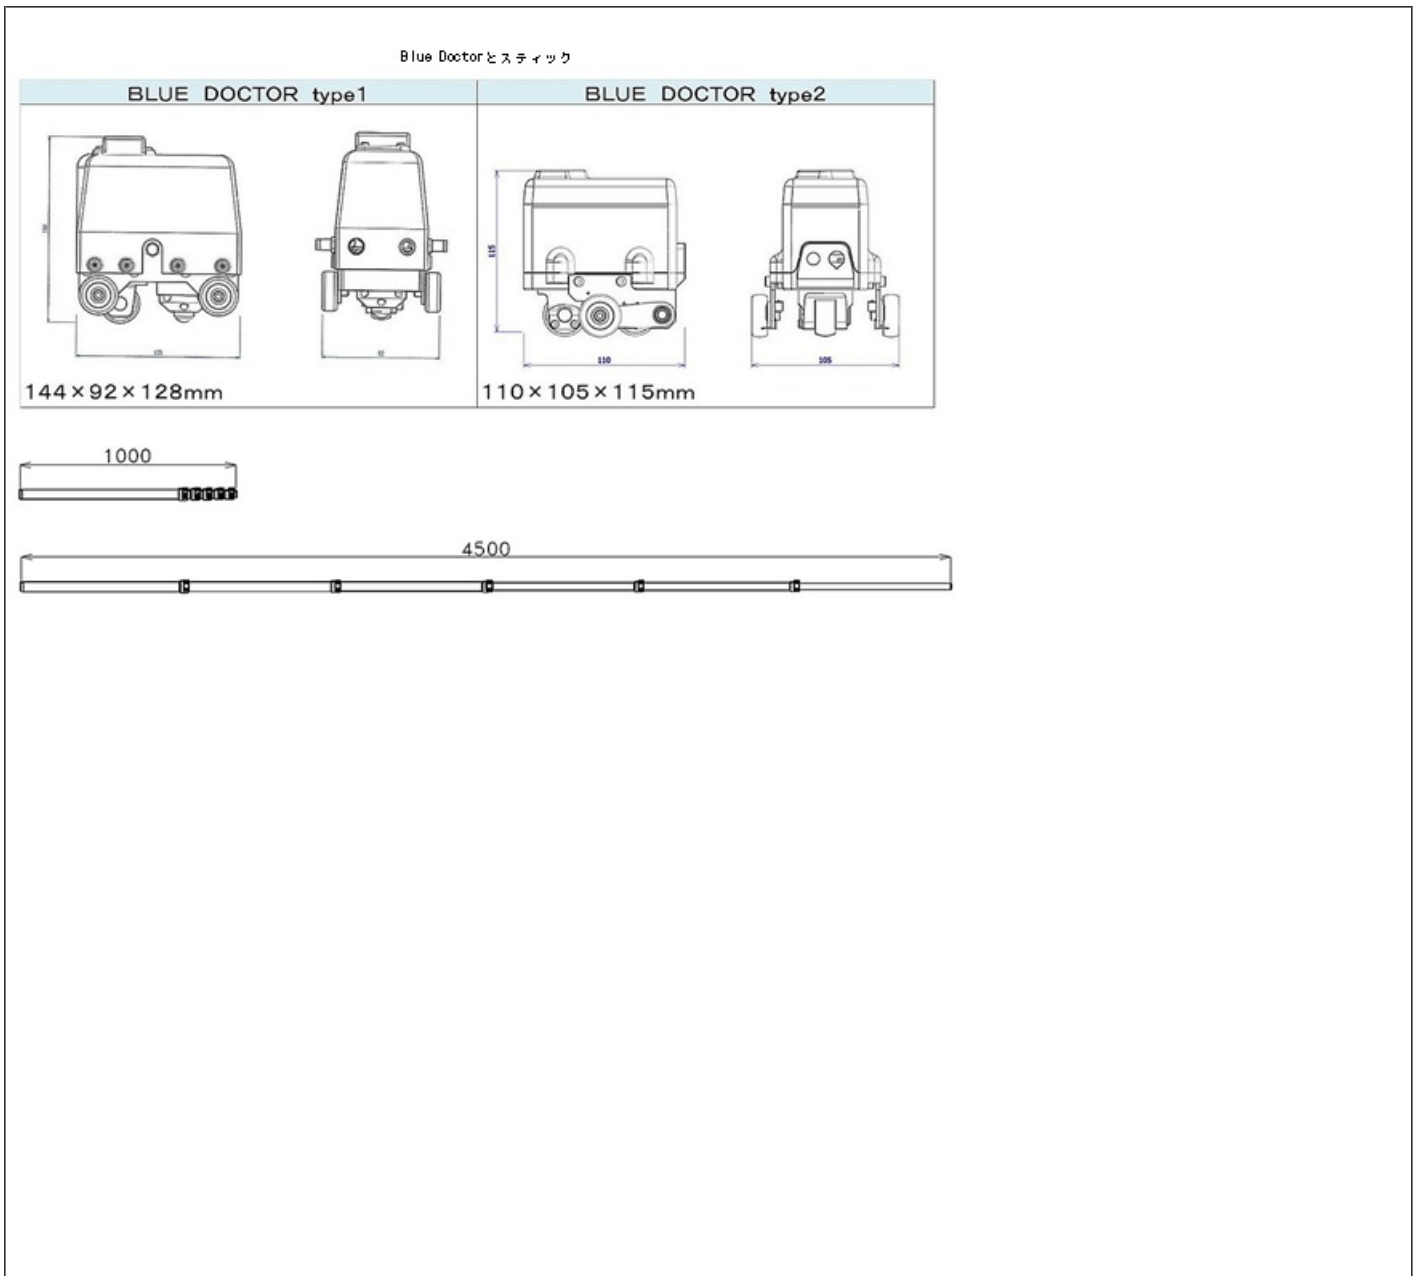 Blue Doctorとスティック
BLUE DOCTOR type1
BLUE DOCTOR type2
115
92
110
105
144×92×128mm
110×105×115mm
1000
4500